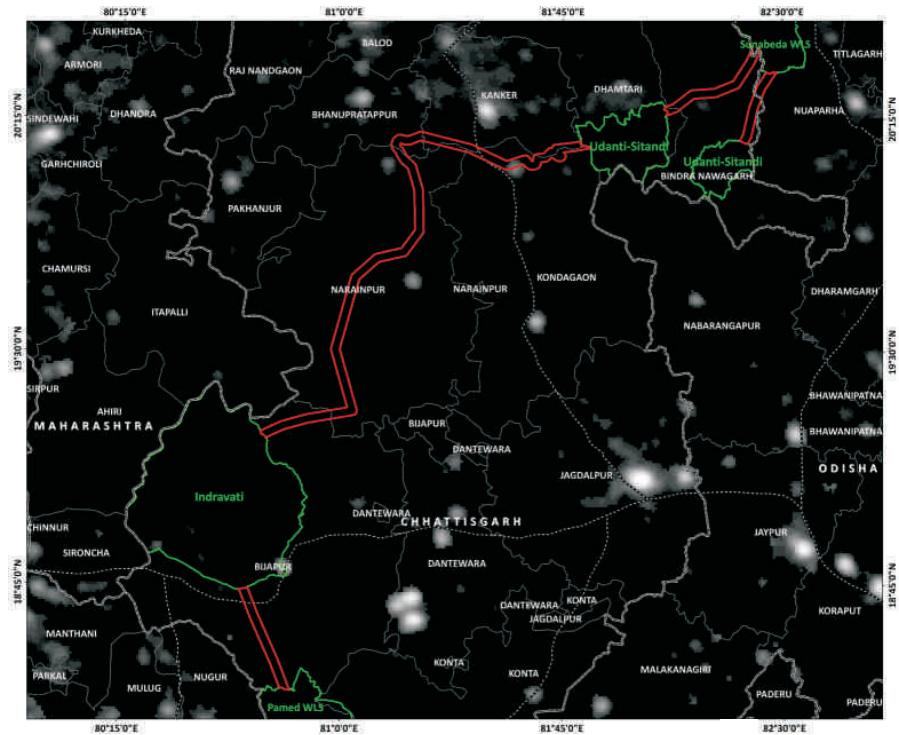 80°15'0"E 81°0'0"E 81°45'0"E 82°30'0"E
KURKHEDA
BALOD
Sunabeda WLS
TITLAGARH
ARMORI
RAJ NANDGAON
KANKER
DHAMTARI
NUAPARHA
SINDEWAHI
DHANORA
BHANUPRATAPPUR
20°15'0"N
20°15'0"N
Udanti-Sitandi
GARHCHIROLI
Udanti-Sitandi
BINDRA NAWAGARH
PAKHANJUR
CHAMURSI
KONDAGAON
NARAINPUR
NARAINPUR
DHARAMGARH
ITAPALLI
NABARANGAPUR
19°30'0"N
19°30'0"N
SIRPUR
BHAWANIPATNA
AHIRI
MAHARASHTRA
BIJAPUR
BHAWANIPATNA
DANTEWARA
JAGDALPUR
ODISHA
Indravati
DANTEWARA
CHHATTISGARH
CHINNUR
JAYPUR
SIRONCHA
BIJAPUR
DANTEWARA
18°45'0"N
18°45'0"N
DANTEWARA
KONTA
KORAPUT
JAGDALPUR
MANTHANI
KONTA
KONTA
MALAKANAGIRI
PARKAL
NUGUR
MULUG
PADERU
PADERU
Pamed WLS
80°15'0"E 81°0'0"E 81°45'0"E 82°30'0"E